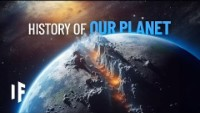 HISTORY OF OUR PLANET
IF